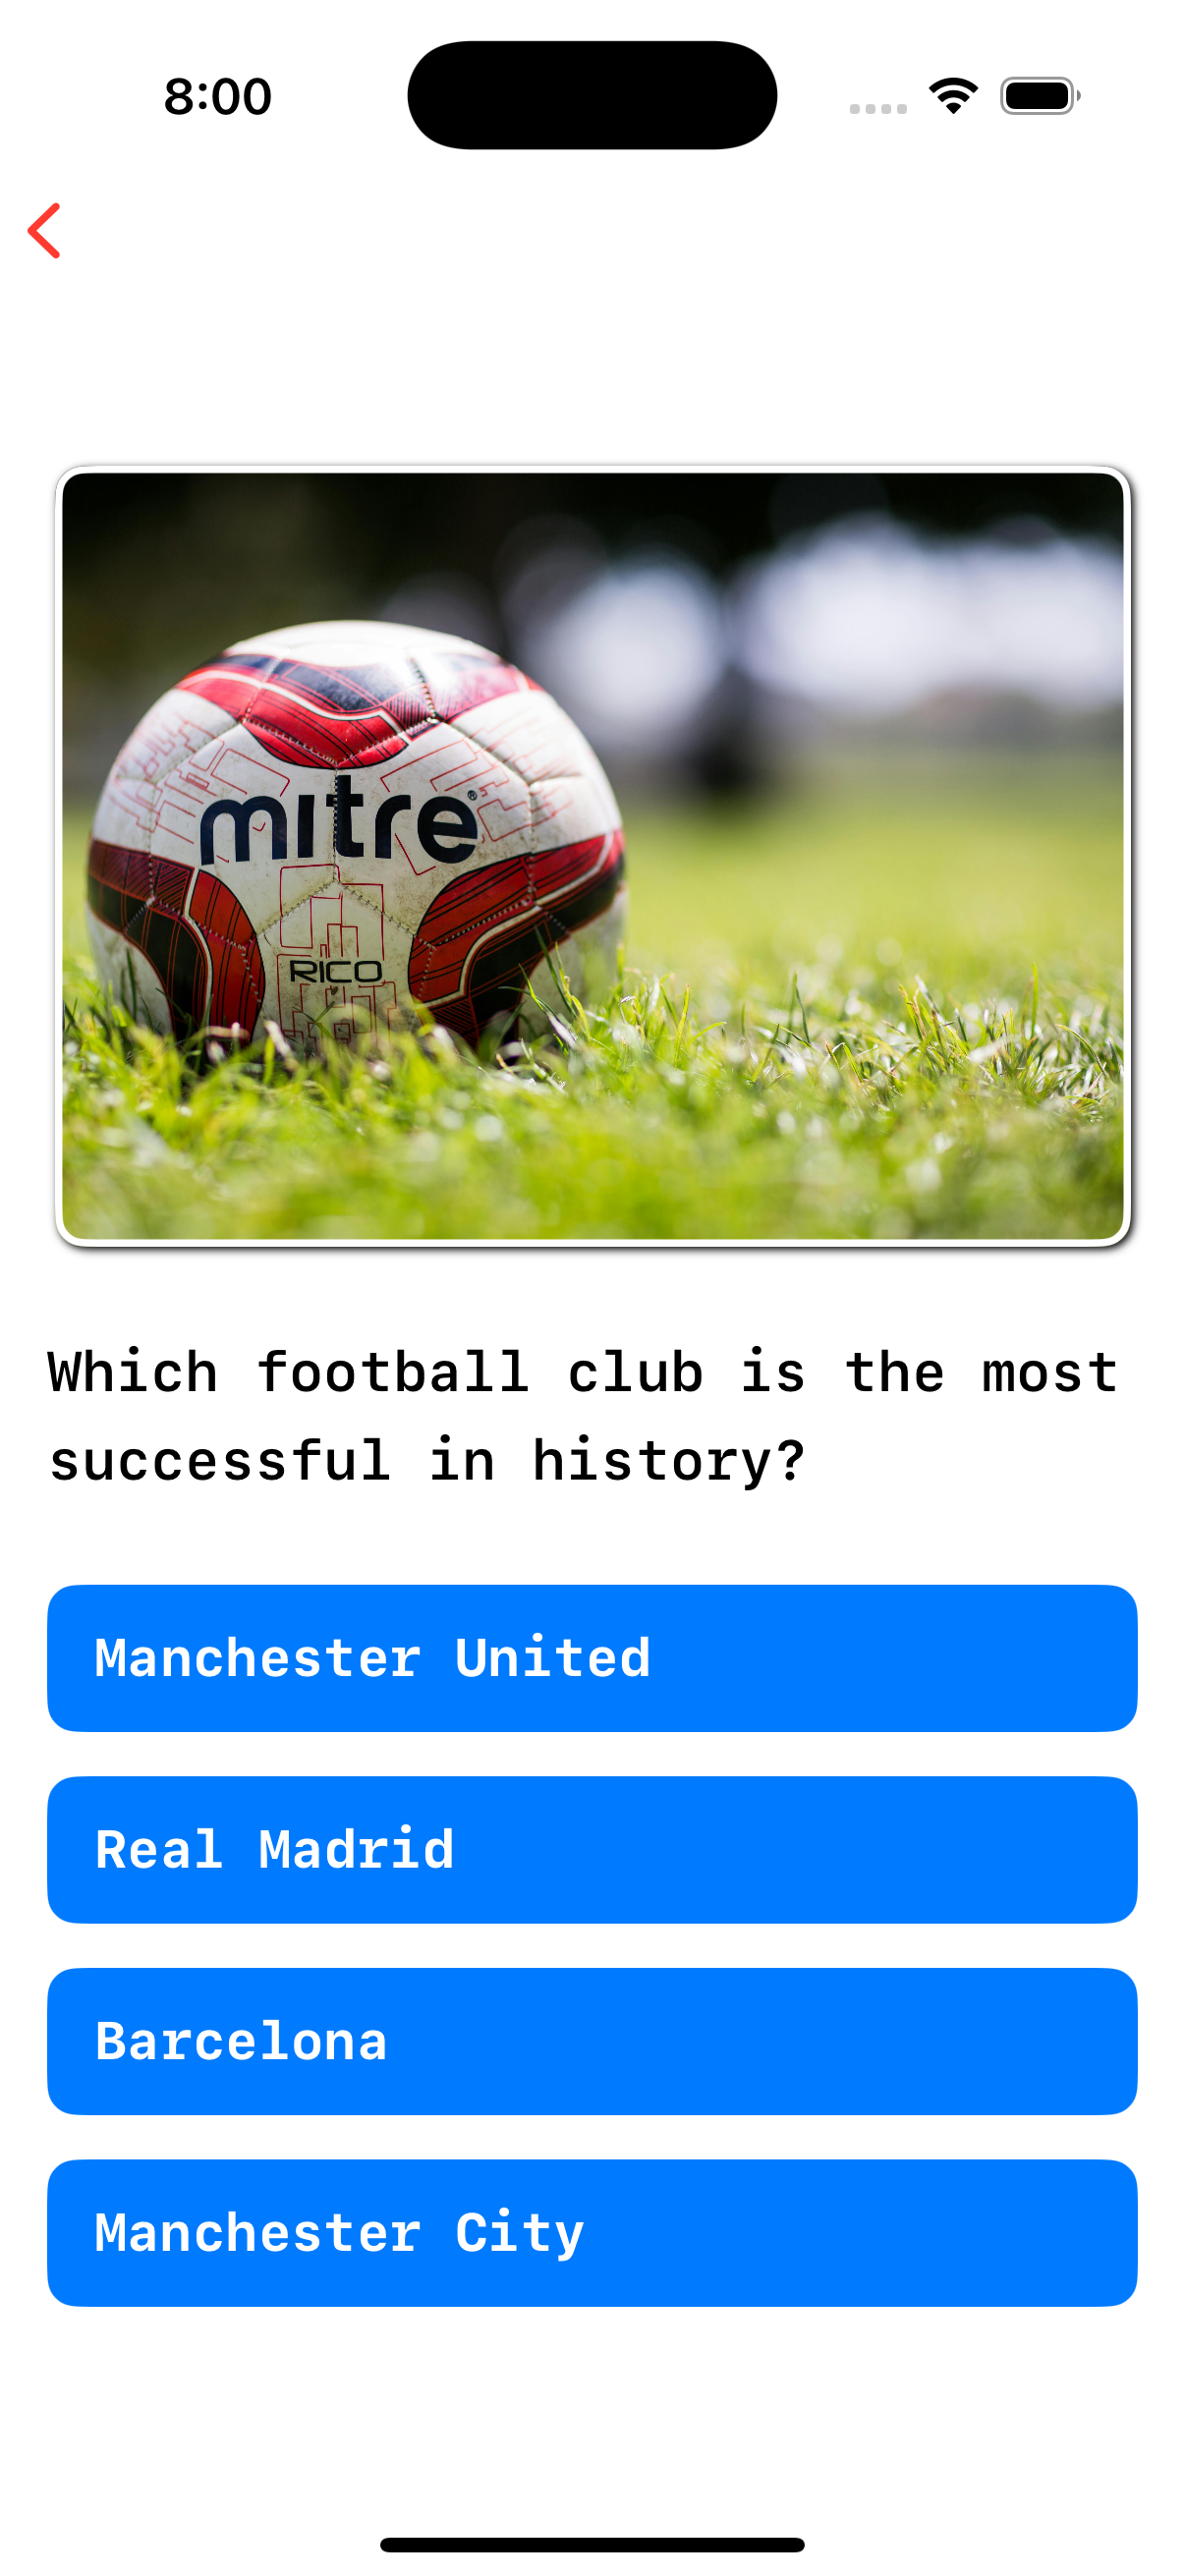 8:00
mitre®
RICO
Which football club is the most
successful in history?
Manchester United
Real Madrid
Barcelona
Manchester City